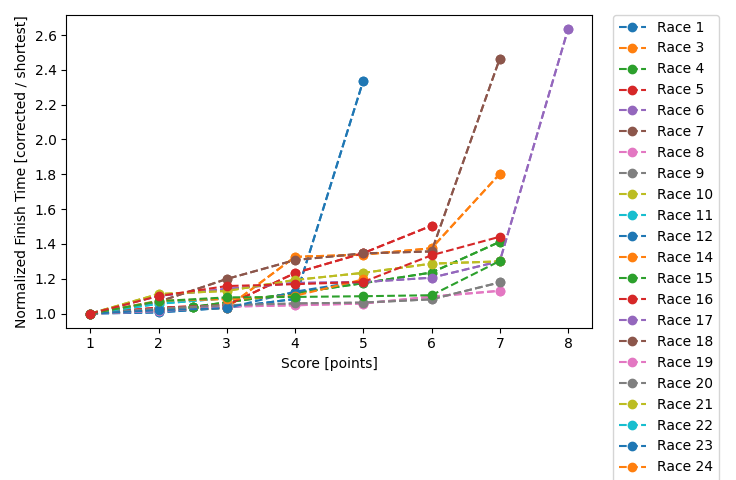 Normalized Finish Time [corrected / shortest]
2.6
2.4
2.2
2.0
1.8
1.6
1.4
1.2
1.0
1 2 3 4 5 6 7 8
Score [points]
Race 1
Race 3
Race 4
Race 5
Race 6
Race 7
Race 8
Race 9
Race 10
Race 11
Race 12
Race 14
Race 15
Race 16
Race 17
Race 18
Race 19
Race 20
Race 21
Race 22
Race 23
Race 24